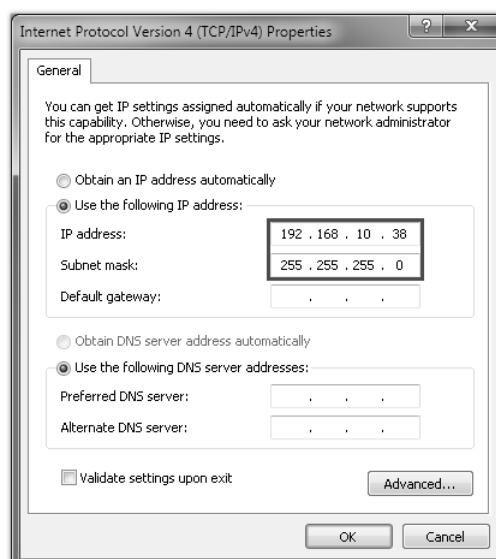 Internet Protocol Version 4 (TCP/IPv4) Properties
? X
General
You can get IP settings assigned automatically if your network supports
this capability. Otherwise, you need to ask your network administrator
for the appropriate IP settings.
Obtain an IP address automatically
Use the following IP address:
IP address: 192 . 168 . 10 . 38
Subnet mask: 255 . 255 . 255 . 0
Default gateway: . . .
Obtain DNS server address automatically
Use the following DNS server addresses:
Preferred DNS server: . . .
Alternate DNS server: . . .
Validate settings upon exit
Advanced...
OK Cancel